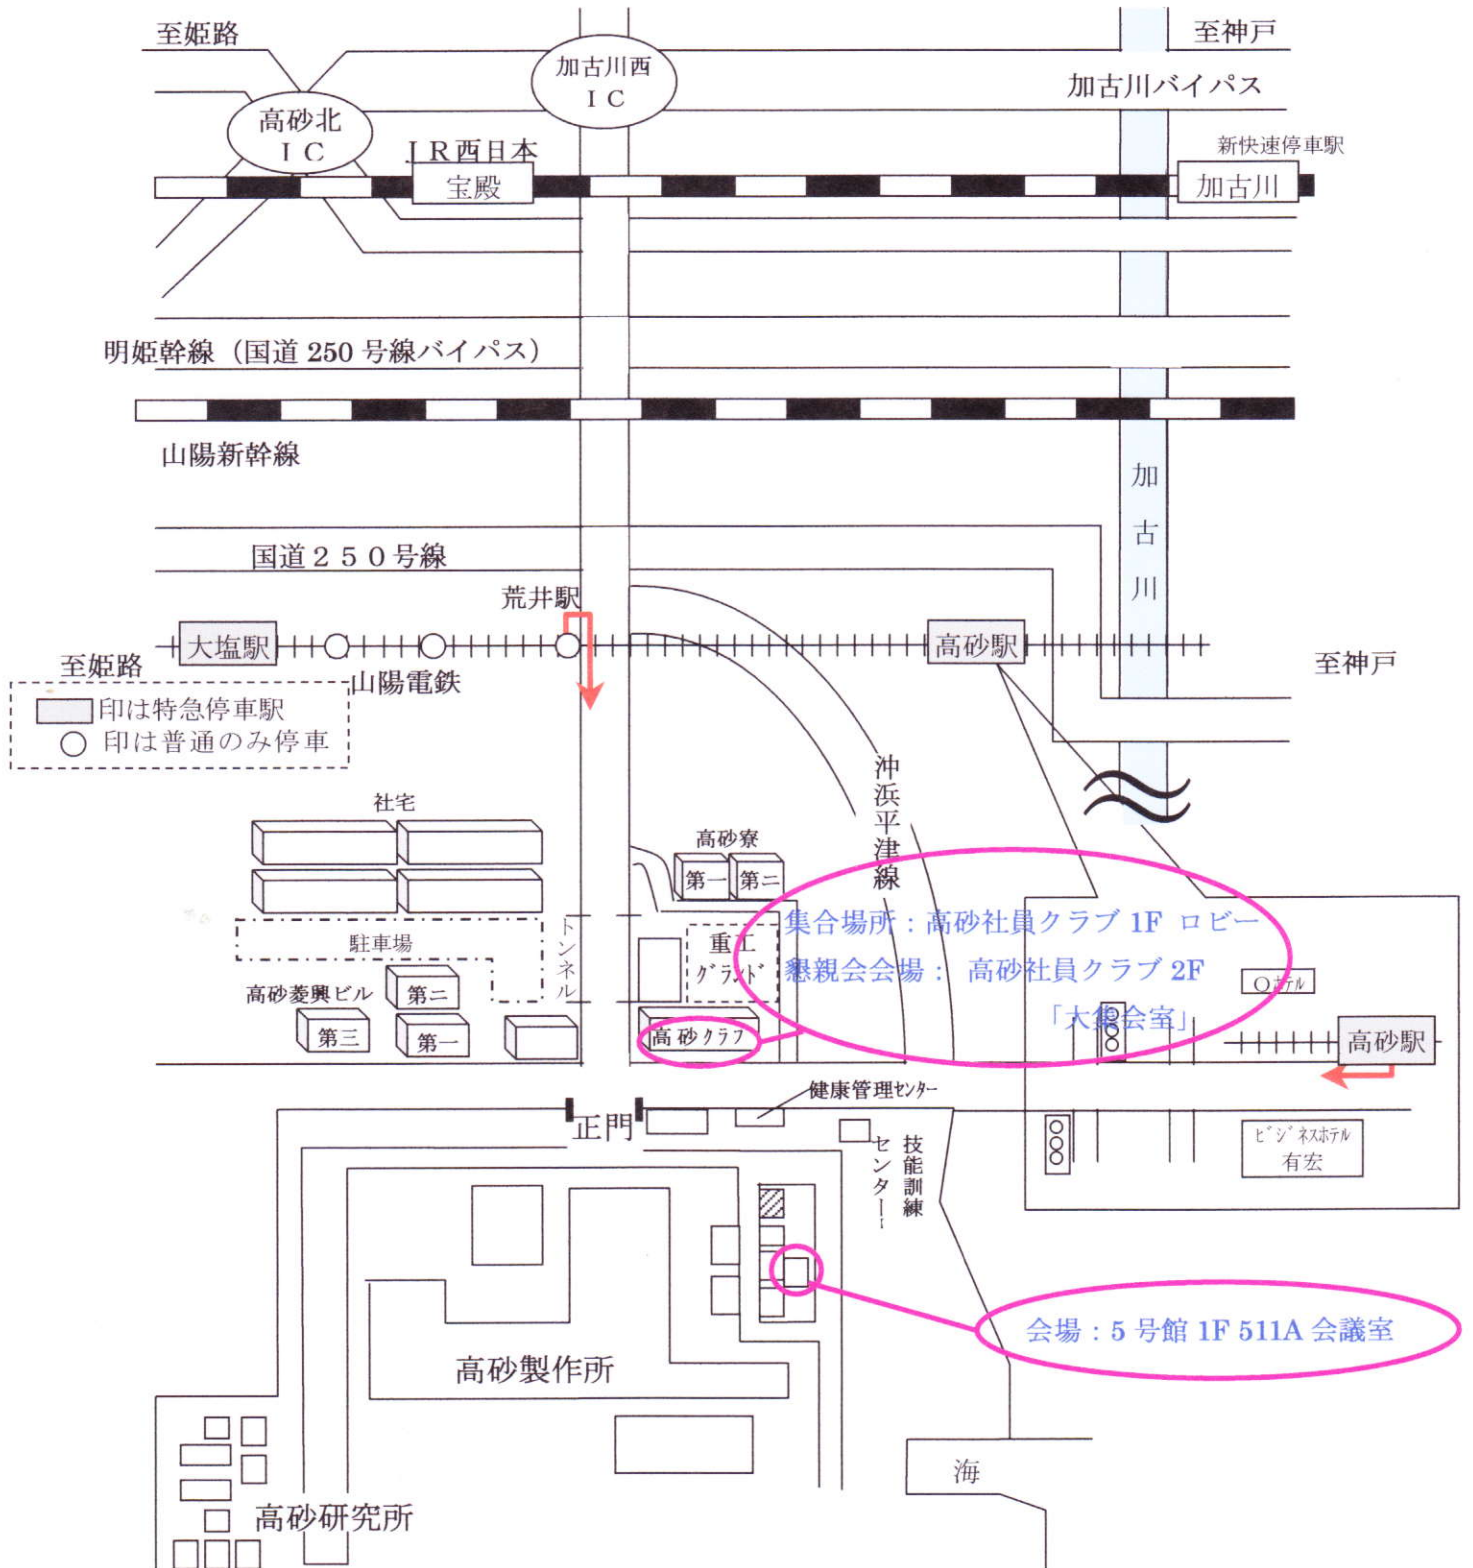 至姫路
加古川西
ＩＣ
至神戸
加古川バイパス
高砂北
ＩＣ
ＪＲ西日本
宝殿
新快速停車駅
加古川
明姫幹線（国道 250 号線バイパス）
山陽新幹線
加古川
国道２５０号線
荒井駅
大塩駅
高砂駅
至姫路
山陽電鉄
至神戸
印は特急停車駅
印は普通のみ停車
沖浜平津線
社宅
高砂寮
第一
第二
集合場所：高砂社員クラブ 1F ロビー
懇親会会場： 高砂社員クラブ 2F
「大集会室」
駐車場
トンネル
重工
グランド
高砂菱興ビル
第二
第三
第一
高砂クラブ
ホテル
高砂駅
健康管理センター
正門
技能訓練
センター
ビジネスホテル
有宏
会場：5 号館 1F 511A 会議室
高砂製作所
海
高砂研究所